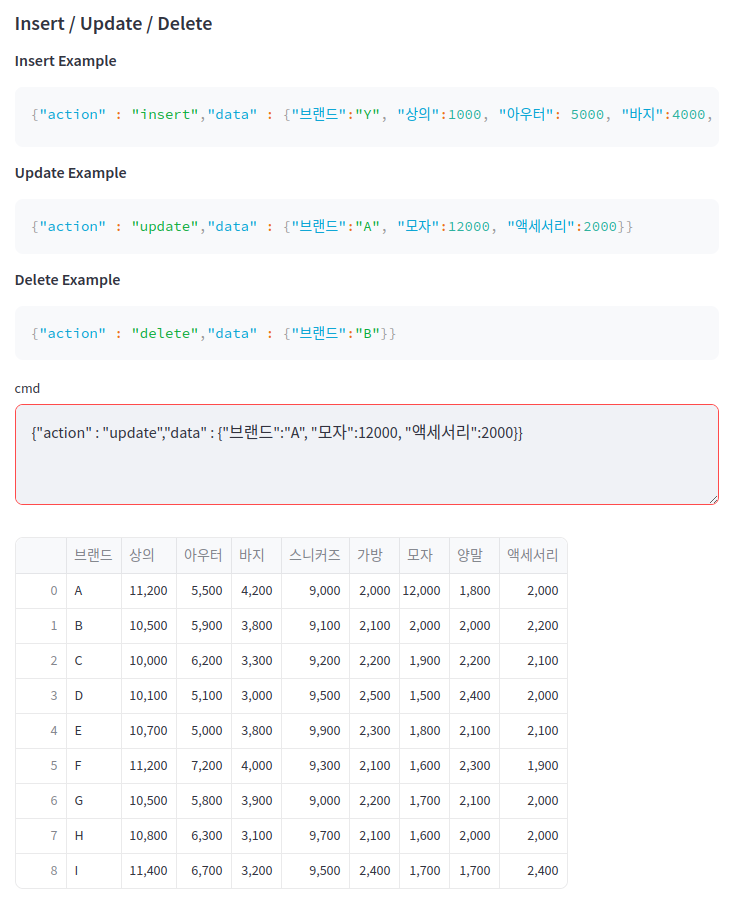 Insert / Update / Delete
Insert Example
{"action" : "insert","data" : {"브랜드":"Y", "상의":1000, "아우터": 5000, "바지":4000,
Update Example
{"action" : "update","data" : {"브랜드":"A", "모자":12000, "액세서리":2000}}
Delete Example
{"action" : "delete","data" : {"브랜드":"B"}}
cmd
{"action" : "update","data" : {"브랜드":"A", "모자":12000, "액세서리":2000}}
브랜드 상의 아우터 바지 스니커즈 가방 모자 양말 액세서리
0 A 11,200 5,500 4,200 9,000 2,000 12,000 1,800 2,000
1 B 10,500 5,900 3,800 9,100 2,100 2,000 2,000 2,200
2 C 10,000 6,200 3,300 9,200 2,200 1,900 2,200 2,100
3 D 10,100 5,100 3,000 9,500 2,500 1,500 2,400 2,000
4 E 10,700 5,000 3,800 9,900 2,300 1,800 2,100 2,100
5 F 11,200 7,200 4,000 9,300 2,100 1,600 2,300 1,900
6 G 10,500 5,800 3,900 9,000 2,200 1,700 2,100 2,000
7 H 10,800 6,300 3,100 9,700 2,100 1,600 2,000 2,000
8 I 11,400 6,700 3,200 9,500 2,400 1,700 1,700 2,400